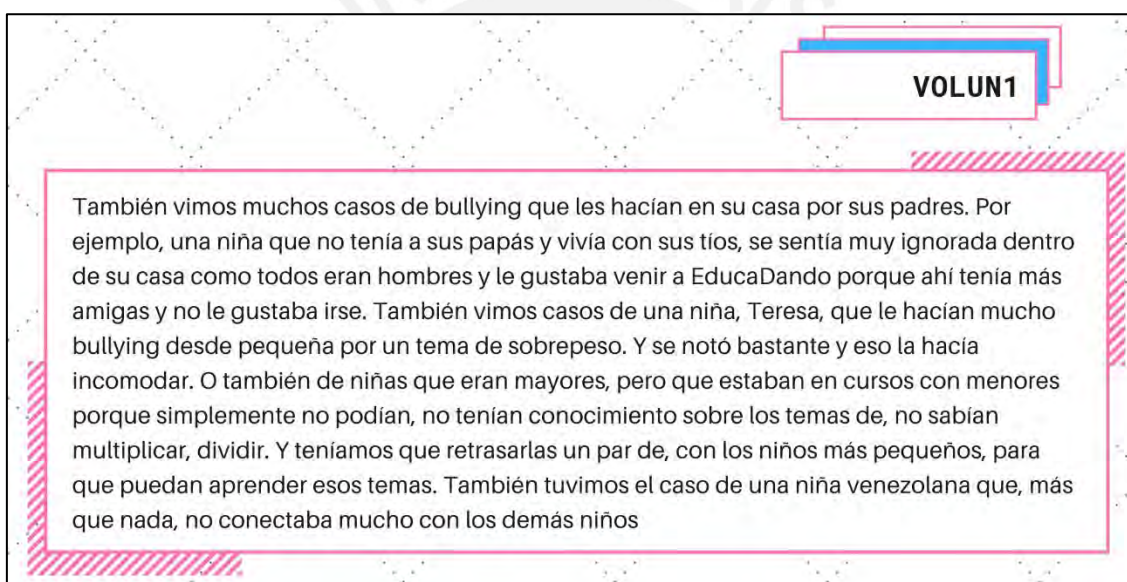 VOLUN1
También vimos muchos casos de bullying que les hacían en su casa por sus padres. Por
ejemplo, una niña que no tenía a sus papás y vivía con sus tíos, se sentía muy ignorada dentro
de su casa como todos eran hombres y le gustaba venir a EducaDando porque ahí tenía más
amigas y no le gustaba irse. También vimos casos de una niña, Teresa, que le hacían mucho
bullying desde pequeña por un tema de sobrepeso. Y se notó bastante y eso la hacía
incomodar. O también de niñas que eran mayores, pero que estaban en cursos con menores
porque simplemente no podían, no tenían conocimiento sobre los temas de, no sabían
multiplicar, dividir. Y teníamos que retrasarlas un par de, con los niños más pequeños, para
que puedan aprender esos temas. También tuvimos el caso de una niña venezolana que, más
que nada, no conectaba mucho con los demás niños